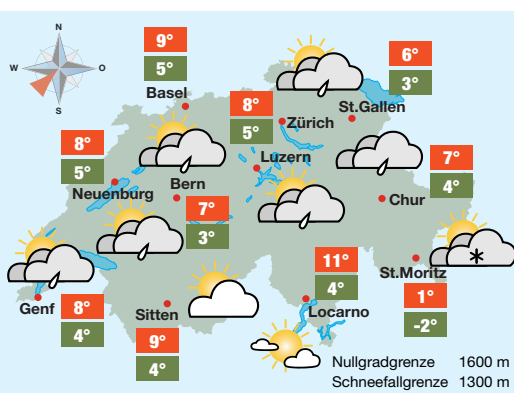 N
W
O
S
9°
5°
Basel
6°
3°
St.Gallen
8°
5°
Zürich
Luzern
8°
5°
Neuenburg
Bern
7°
3°
7°
4°
Chur
St.Moritz
1°
-2°
11°
4°
Locarno
Genf
8°
4°
Sitten
9°
4°
Nullgradgrenze 1600 m
Schneefallgrenze 1300 m